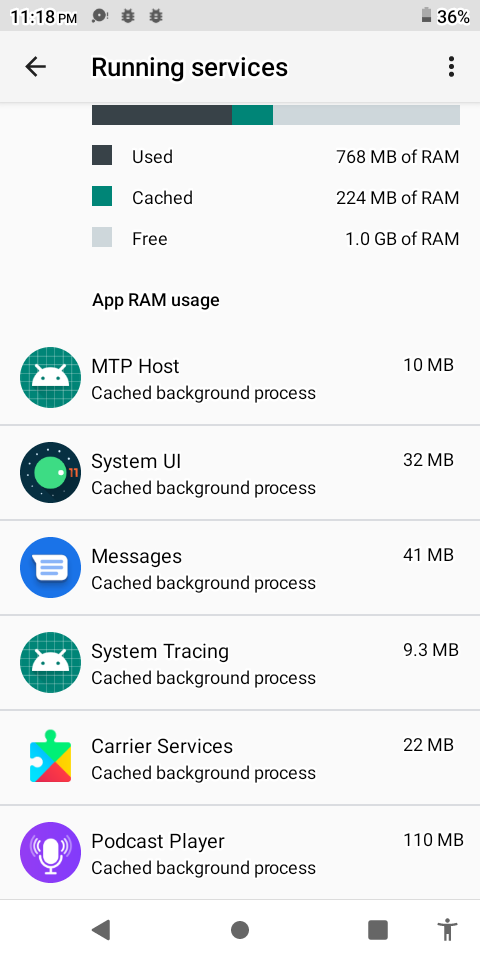 11:18 PM
36%
Running services
Used 768 MB of RAM
Cached 224 MB of RAM
Free 1.0 GB of RAM
App RAM usage
MTP Host 10 MB
Cached background process
System UI 32 MB
Cached background process
11
Messages 41 MB
Cached background process
System Tracing 9.3 MB
Cached background process
Carrier Services 22 MB
Cached background process
Podcast Player 110 MB
Cached background process